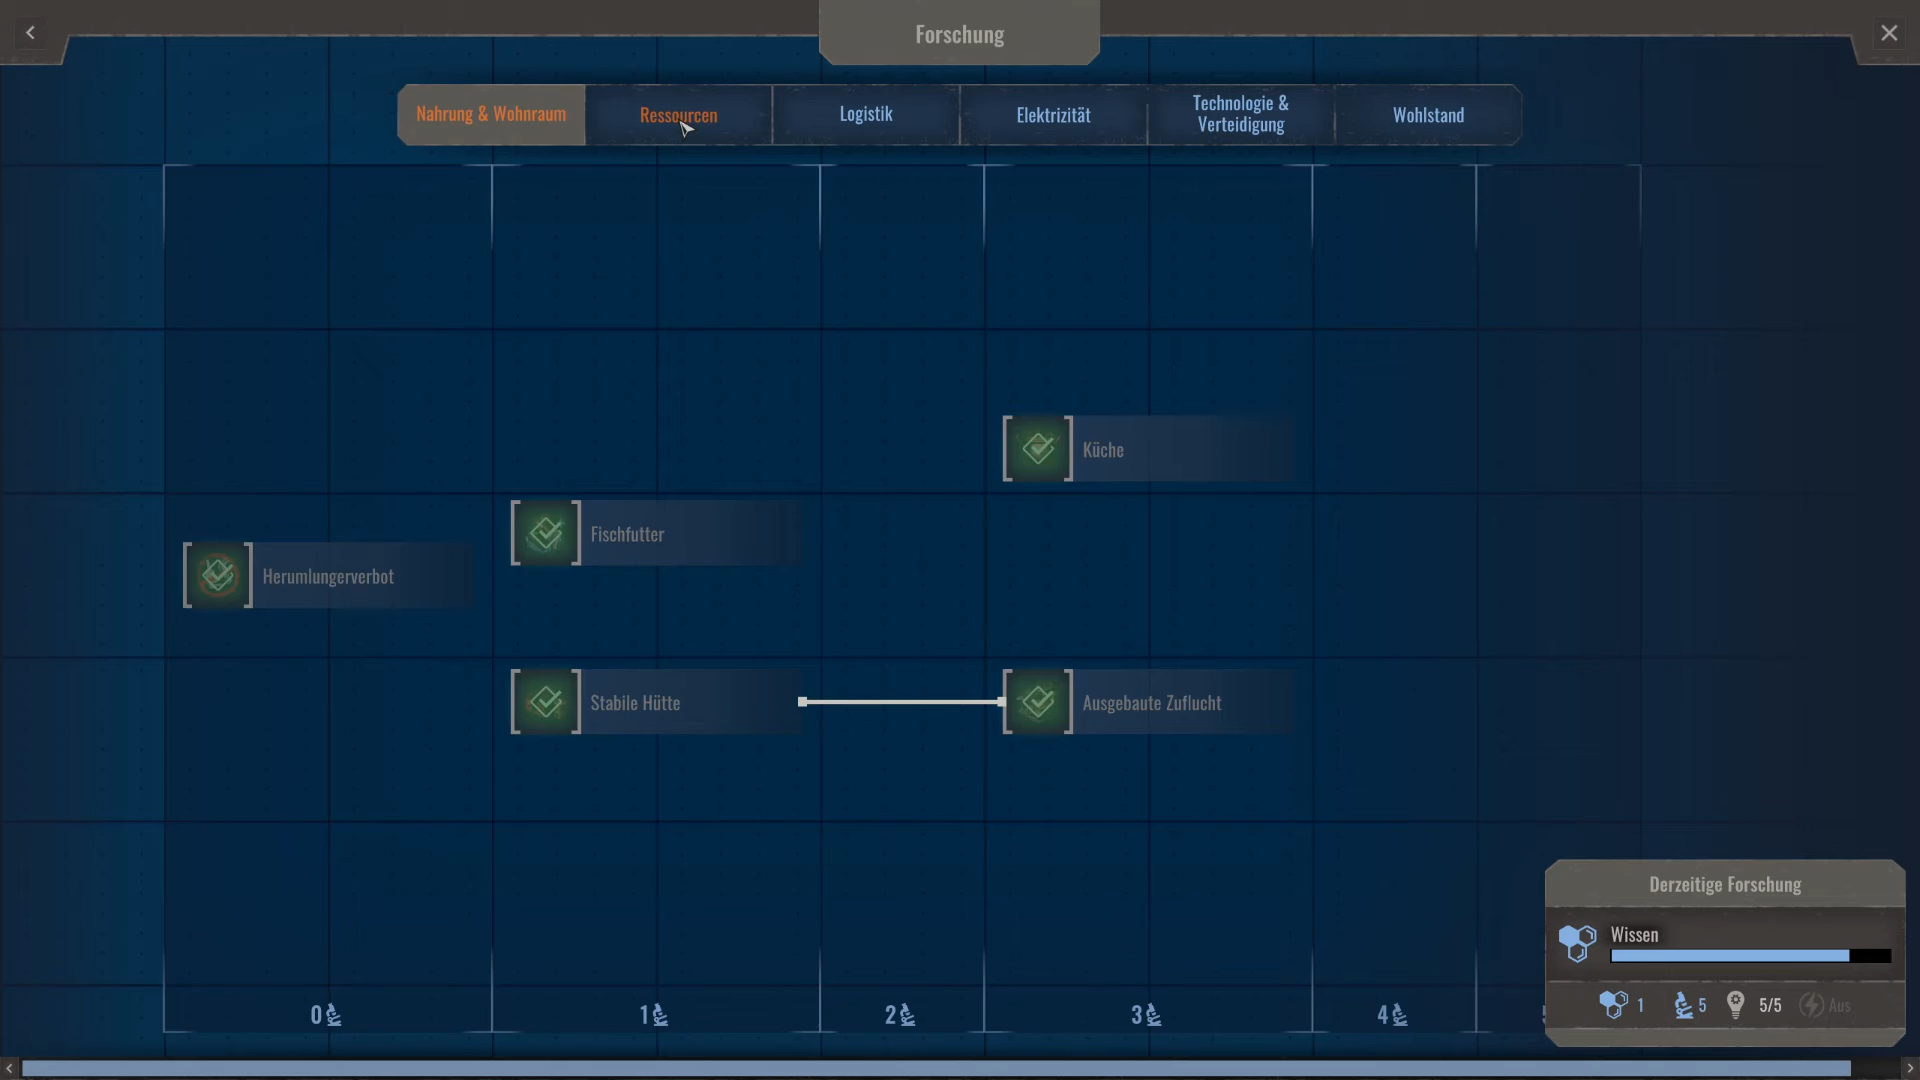 Forschung
Nahrung & Wohnraum
Ressourcen
Logistik
Elektrizität
Technologie &
Verteidigung
Wohlstand
Küche
Fischfutter
Herumlungerverbot
Stabile Hütte
Ausgebaute Zuflucht
Derzeitige Forschung
Wissen
1
5
5/5
Aus
0
1
2
3
4